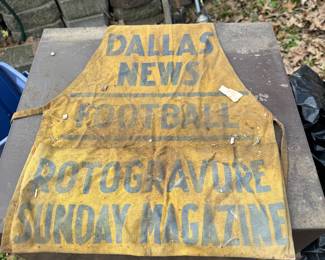 DALLAS
NEWS
FOOTBALL
ROTOGRAVURE
SUNDAY MAGAZINE